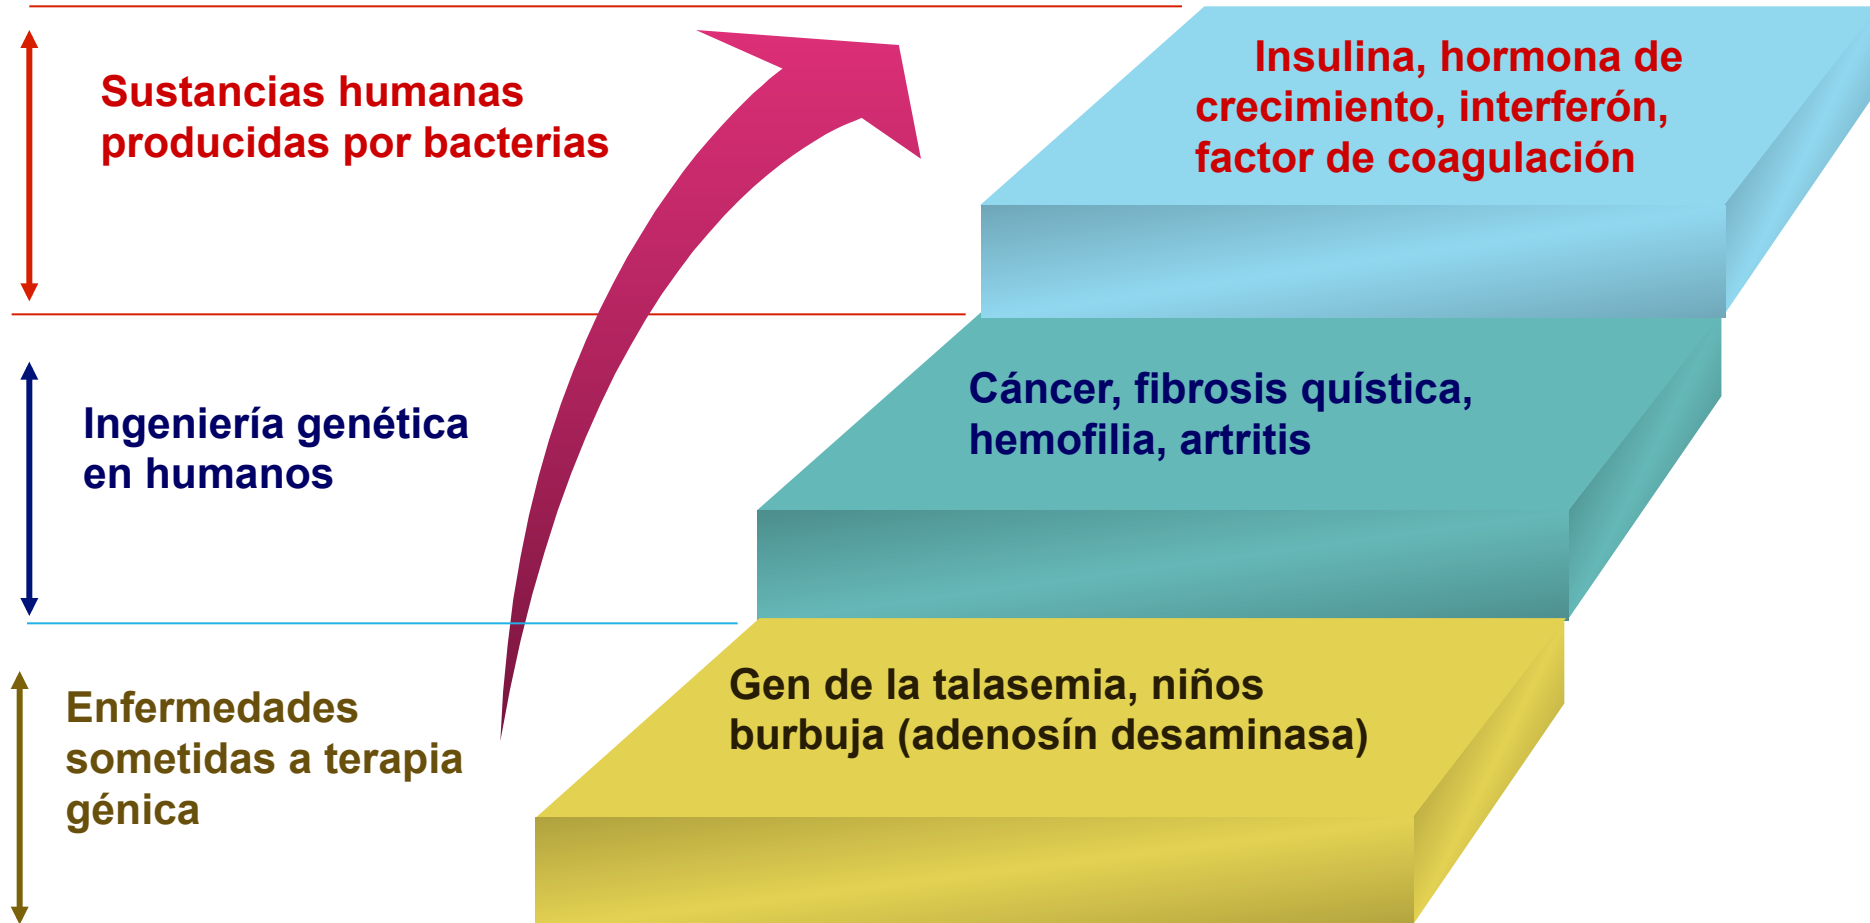 Sustancias humanas
producidas por bacterias
Insulina, hormona de
crecimiento, interferón,
factor de coagulación
Ingeniería genética
en humanos
Cáncer, fibrosis quística,
hemofilia, artritis
Enfermedades
sometidas a terapia
génica
Gen de la talasemia, niños
burbuja (adenosín desaminasa)